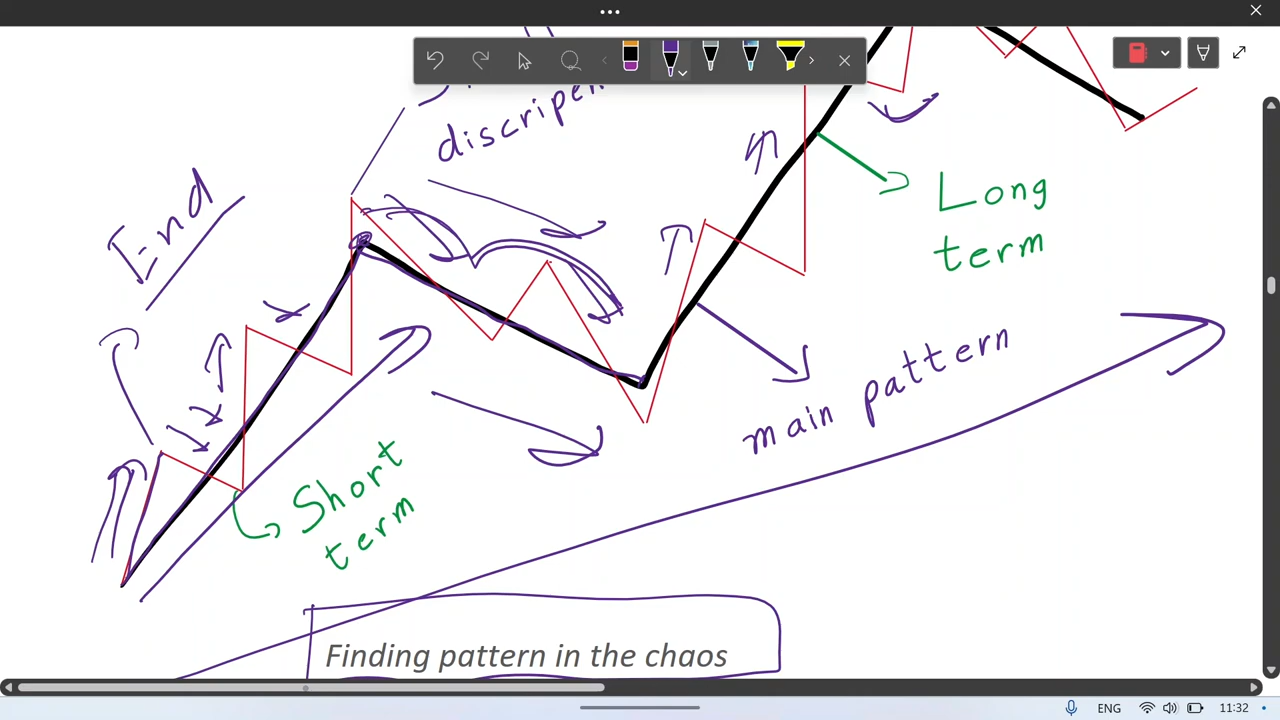 discripen
End
Long
term
main pattern
Short
term
Finding pattern in the chaos
ENG
11:32